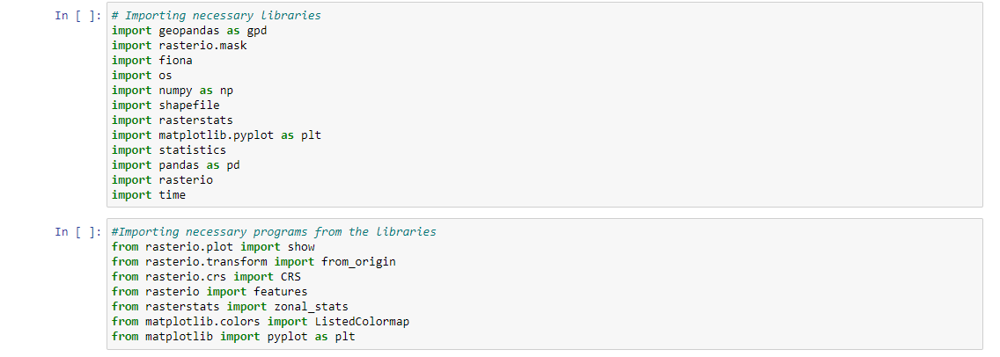 In [ ]: # Importing necessary libraries
import geopandas as gpd
import rasterio.mask
import fiona
import os
import numpy as np
import shapefile
import rasterstats
import matplotlib.pyplot as plt
import statistics
import pandas as pd
import rasterio
import time
In [ ]: #Importing necessary programs from the libraries
from rasterio.plot import show
from rasterio.transform import from_origin
from rasterio.crs import CRS
from rasterio import features
from rasterstats import zonal_stats
from matplotlib.colors import ListedColormap
from matplotlib import pyplot as plt